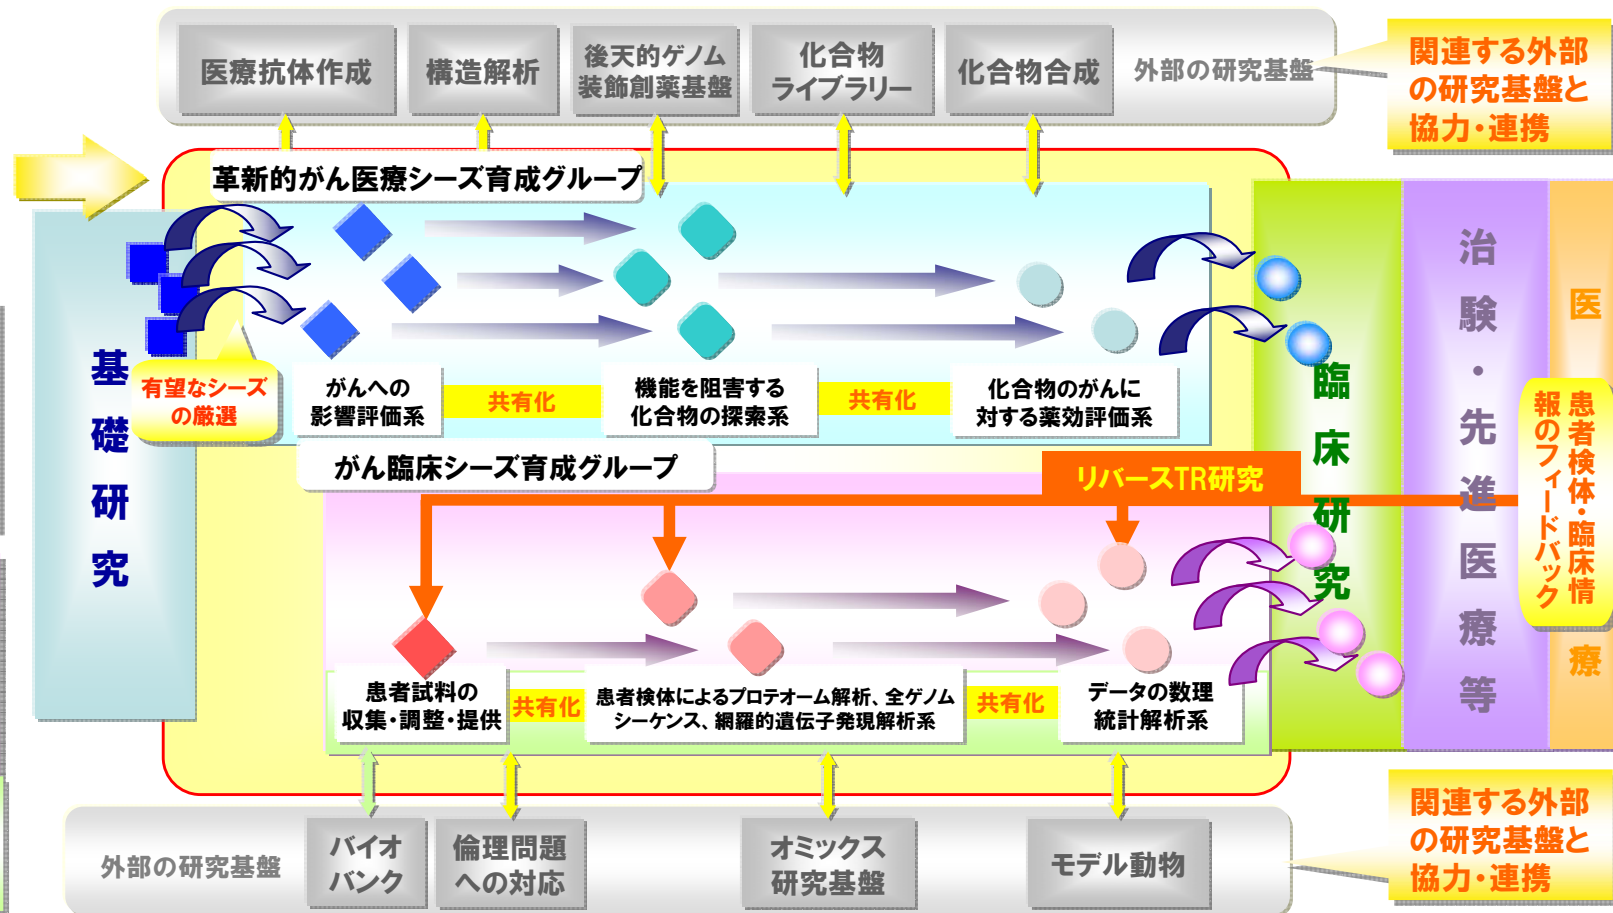 医療抗体作成
構造解析
後天的ゲノム
装飾創薬基盤
化合物
ライブラリー
化合物合成
外部の研究基盤
関連する外部
の研究基盤と
協力・連携
革新的がん医療シーズ育成グループ
基礎研究
有望なシーズ
の厳選
がんへの
影響評価系
共有化
機能を阻害する
化合物の探索系
共有化
化合物のがんに
対する薬効評価系
臨床研究
治験・先進医療等
医療
患者検体・臨床情
報のフィードバック
がん臨床シーズ育成グループ
リバースTR研究
患者試料の
収集・調整・提供
共有化
患者検体によるプロテオーム解析、全ゲノム
シーケンス、網羅的遺伝子発現解析系
共有化
データの数理
統計解析系
外部の研究基盤
バイオ
バンク
倫理問題
への対応
オミックス
研究基盤
モデル動物
関連する外部
の研究基盤と
協力・連携